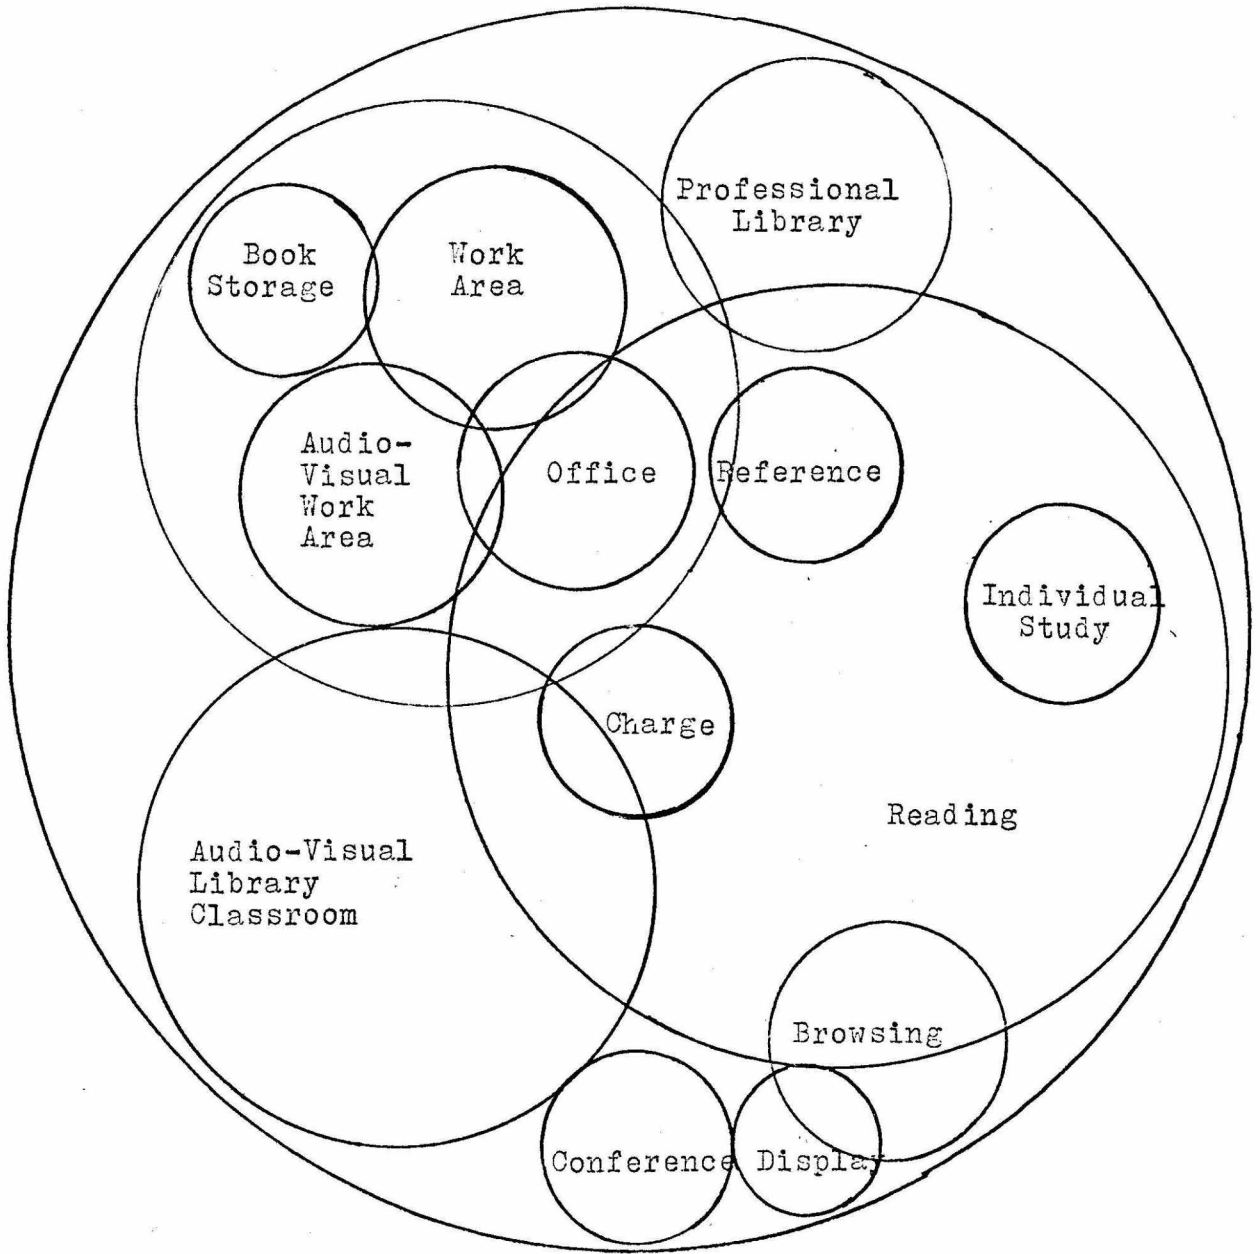 Professional
Library
Book
Storage
Work
Area
Audio-
Visual
Work
Area
Office
Reference
Individual
Study
Charge
Reading
Audio-Visual
Library
Classroom
Browsing
Conference
Display